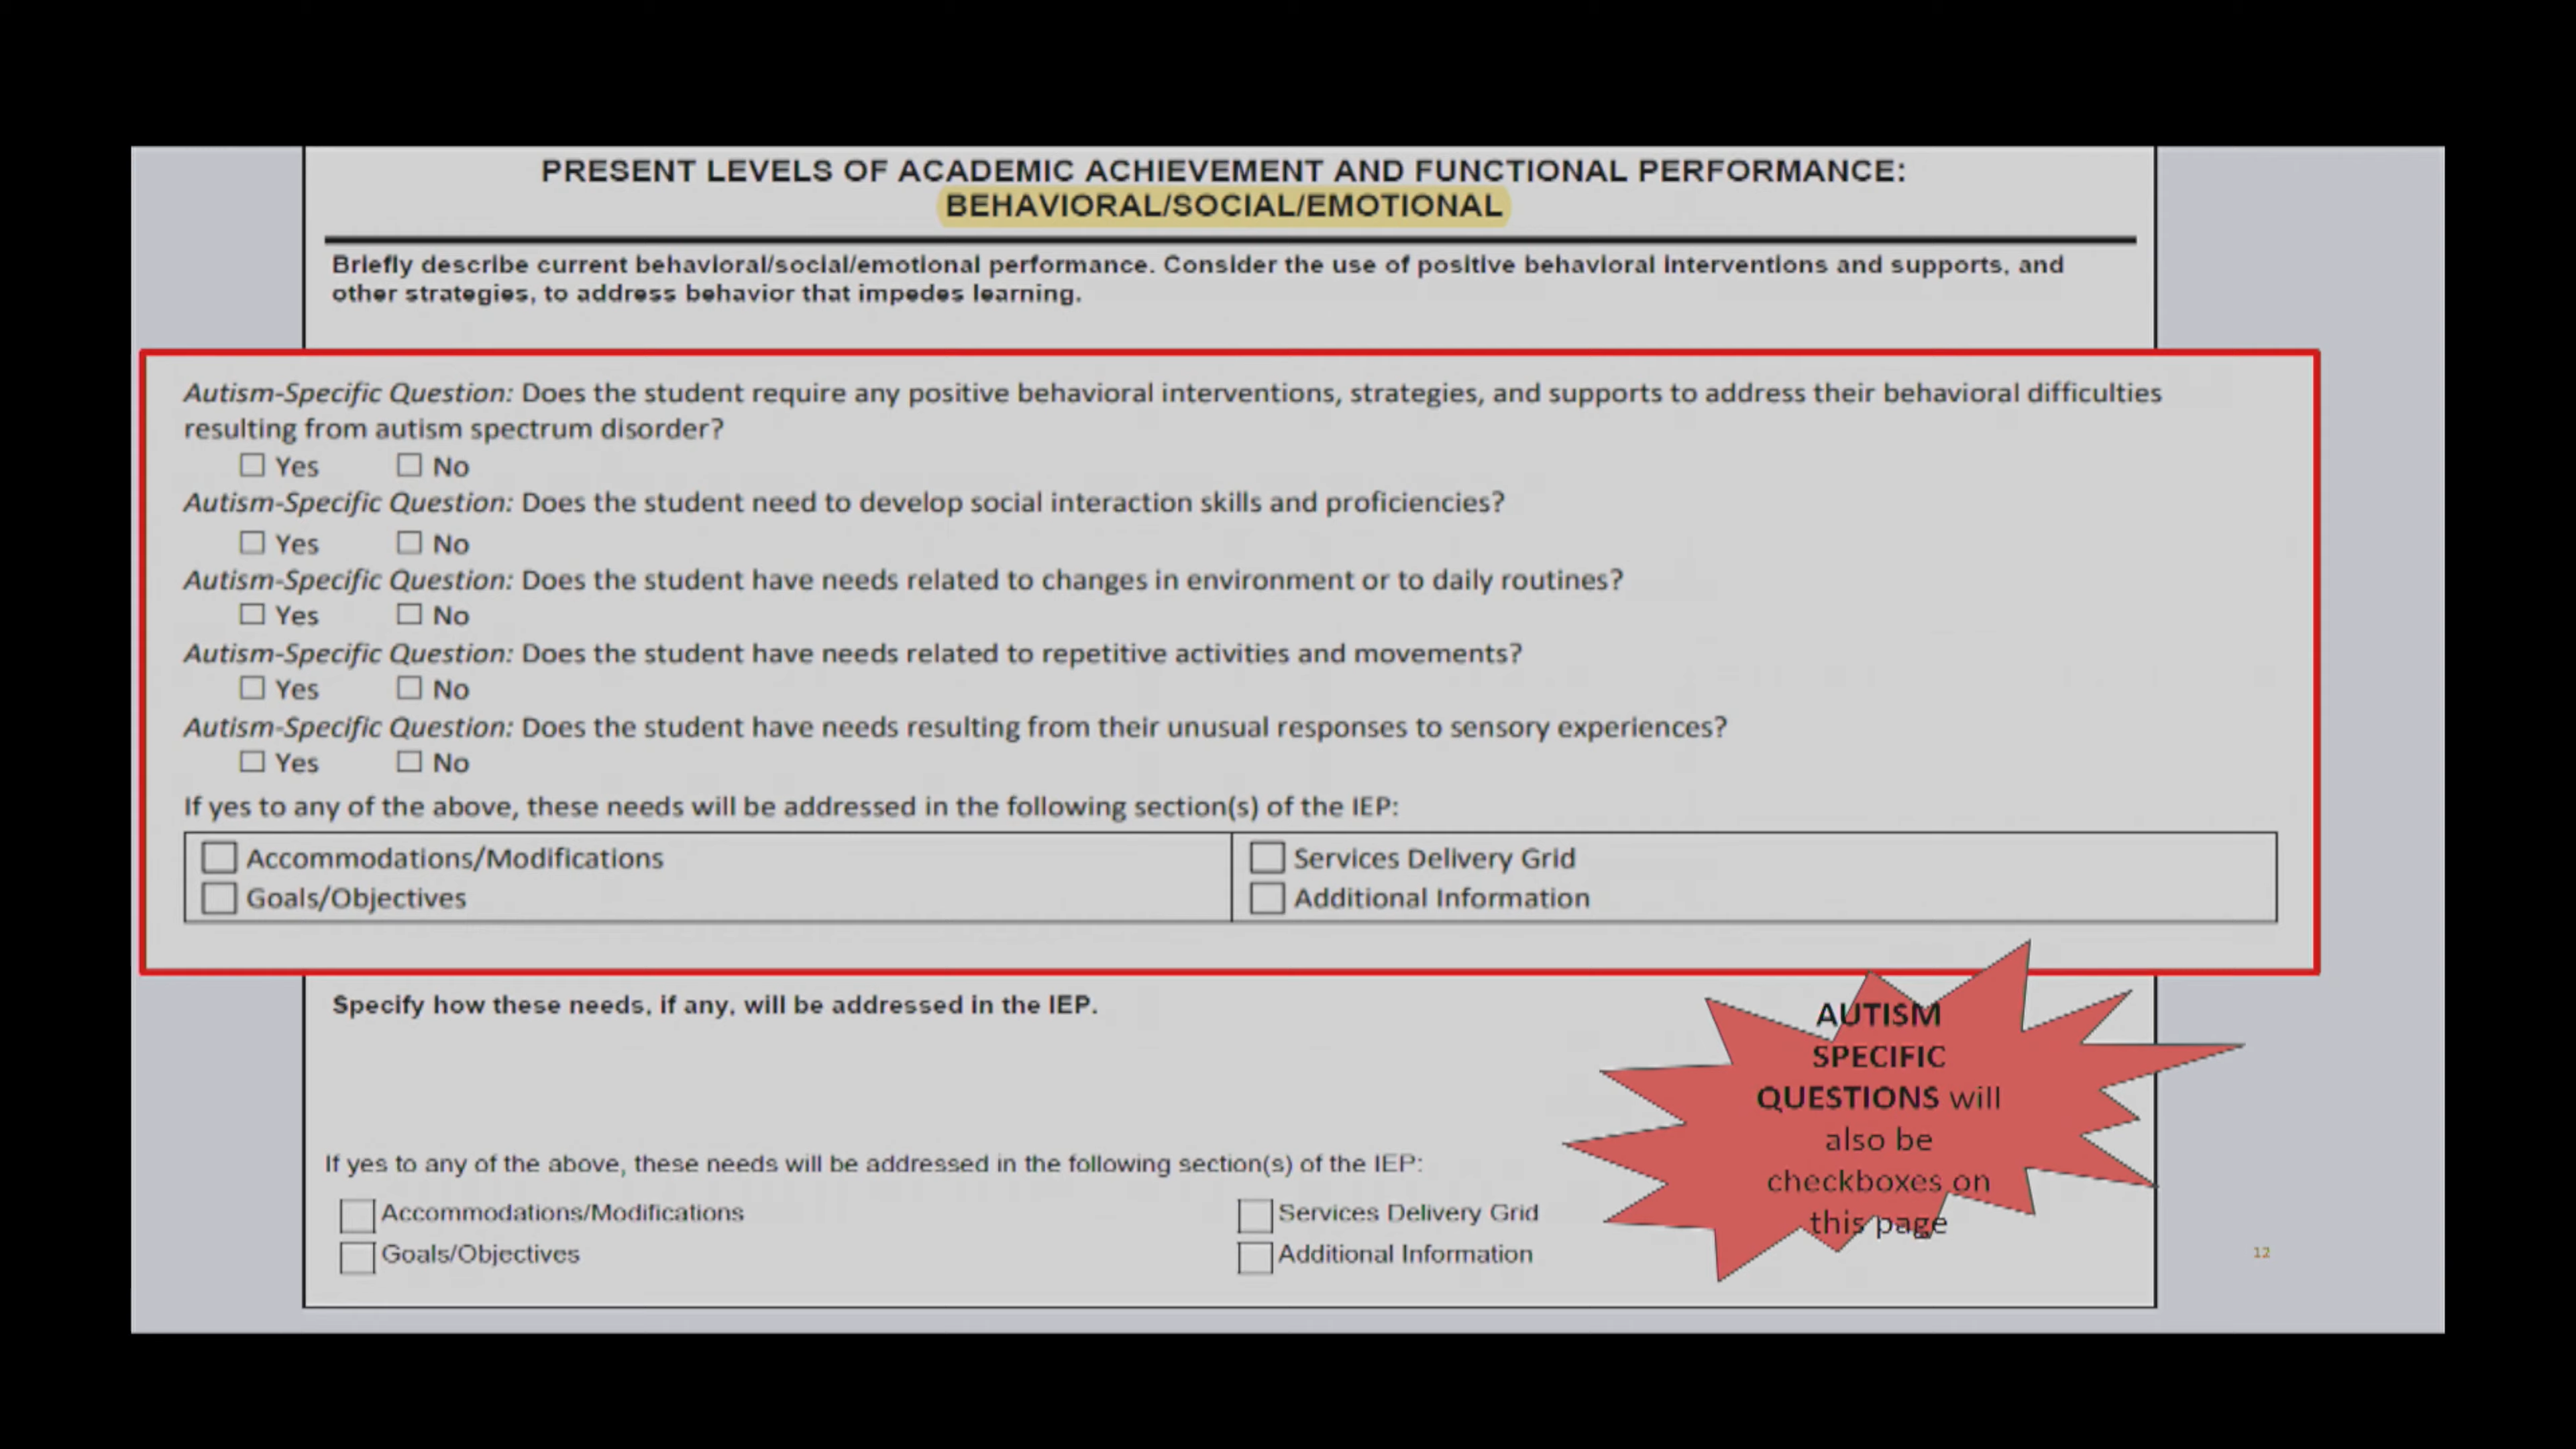 PRESENT LEVELS OF ACADEMIC ACHIEVEMENT AND FUNCTIONAL PERFORMANCE:
BEHAVIORAL/SOCIAL/EMOTIONAL
Briefly describe current behavioral/social/emotional performance. Consider the use of positive behavioral interventions and supports, and
other strategies, to address behavior that impedes learning.
Autism-Specific Question: Does the student require any positive behavioral interventions, strategies, and supports to address their behavioral difficulties
resulting from autism spectrum disorder?
☐ Yes ☐ No
Autism-Specific Question: Does the student need to develop social interaction skills and proficiencies?
☐ Yes ☐ No
Autism-Specific Question: Does the student have needs related to changes in environment or to daily routines?
☐ Yes ☐ No
Autism-Specific Question: Does the student have needs related to repetitive activities and movements?
☐ Yes ☐ No
Autism-Specific Question: Does the student have needs resulting from their unusual responses to sensory experiences?
☐ Yes ☐ No
If yes to any of the above, these needs will be addressed in the following section(s) of the IEP:
☐ Accommodations/Modifications ☐ Services Delivery Grid
☐ Goals/Objectives ☐ Additional Information
Specify how these needs, if any, will be addressed in the IEP.
If yes to any of the above, these needs will be addressed in the following section(s) of the IEP:
☐ Accommodations/Modifications ☐ Services Delivery Grid
☐ Goals/Objectives ☐ Additional Information
AUTISM
SPECIFIC
QUESTIONS will
also be
checkboxes on
this page
12